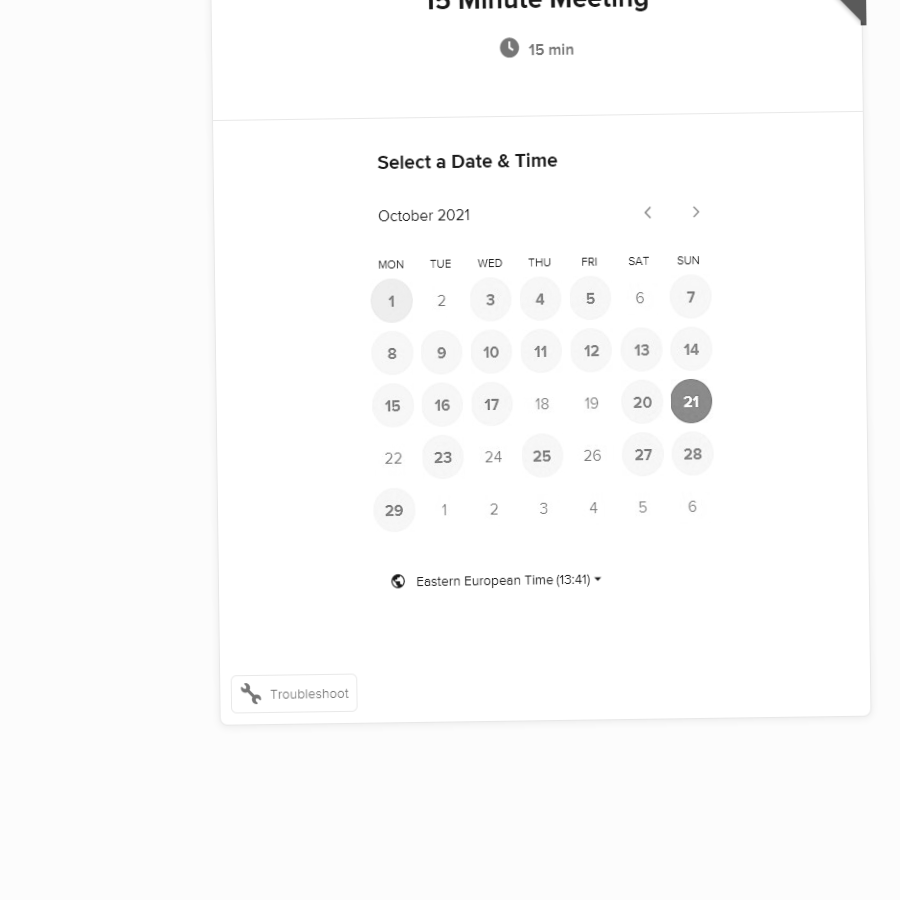 15 Minute Meeting
15 min
Select a Date & Time
October 2021
MON TUE WED THU FRI SAT SUN
1 2 3 4 5 6 7
8 9 10 11 12 13 14
15 16 17 18 19 20 21
22 23 24 25 26 27 28
29 1 2 3 4 5 6
Eastern European Time (13:41)
Troubleshoot